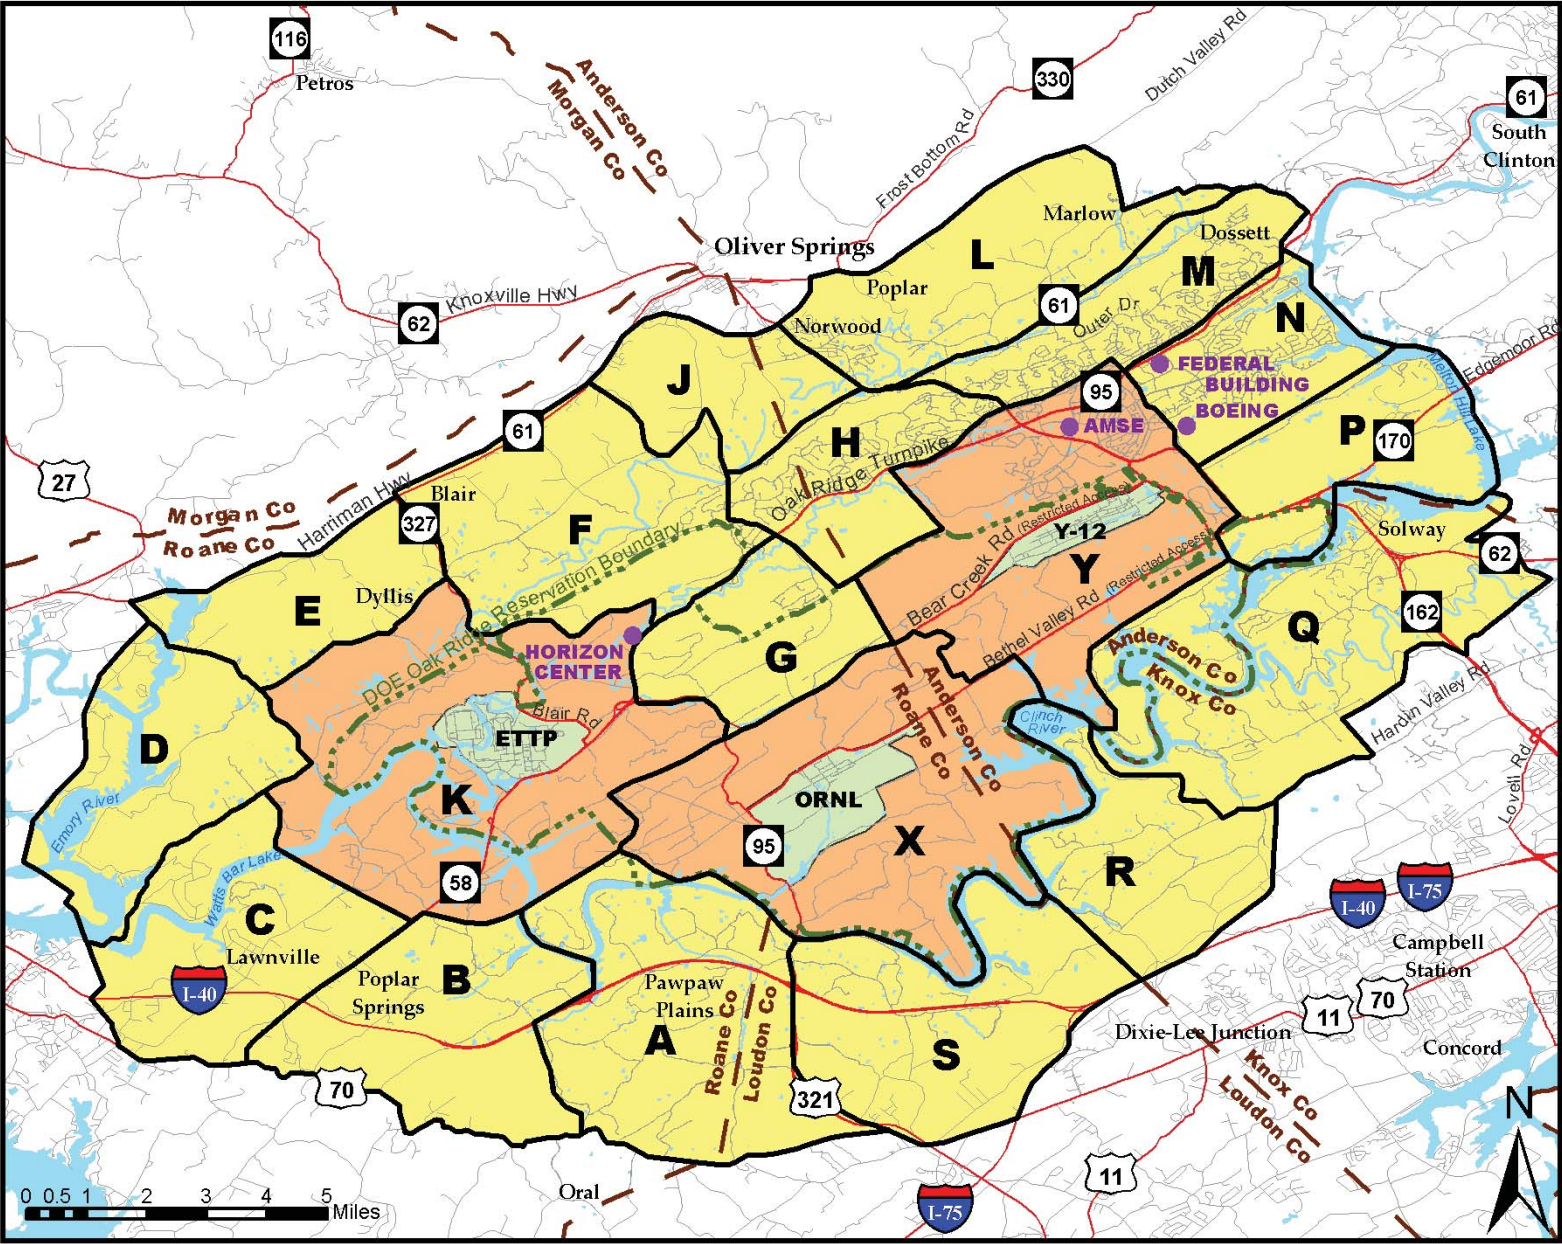 116
Petros
Anderson Co
Morgan Co
330
Dutch Valley Rd
61
South
Clinton
Frost Bottom Rd
Marlow
Dossett
Oliver Springs
L
M
Poplar
61
Outer Dr
Norwood
N
Knoxville Hwy
62
FEDERAL
BUILDING
BOEING
AMSE
95
Melton Hill Lake
Edgemoor Rd
J
61
H
P
170
Oak Ridge Turnpike
27
Harriman Hwy
Blair
327
Morgan Co
Roane Co
F
(Restricted Access)
Y-12
Y
Bear Creek Rd
(Restricted Access)
Bethel Valley Rd
Solway
62
162
Q
E
Dyllis
DOE Oak Ridge Reservation Boundary
HORIZON
CENTER
G
Anderson Co
Knox Co
Anderson Co
Roane Co
Clinch
River
Hardin Valley Rd
Lovell Rd
Blair Rd
ETTP
D
K
ORNL
X
95
58
R
Emory River
Watts Bar Lake
C
Lawnville
I-40
I-40
I-75
Campbell
Station
B
Poplar
Springs
Pawpaw
Plains
A
Roane Co
Loudon Co
S
11
70
Dixie-Lee Junction
Concord
Knox Co
Loudon Co
70
321
N
11
Oral
I-75
0 0.5 1 2 3 4 5
Miles